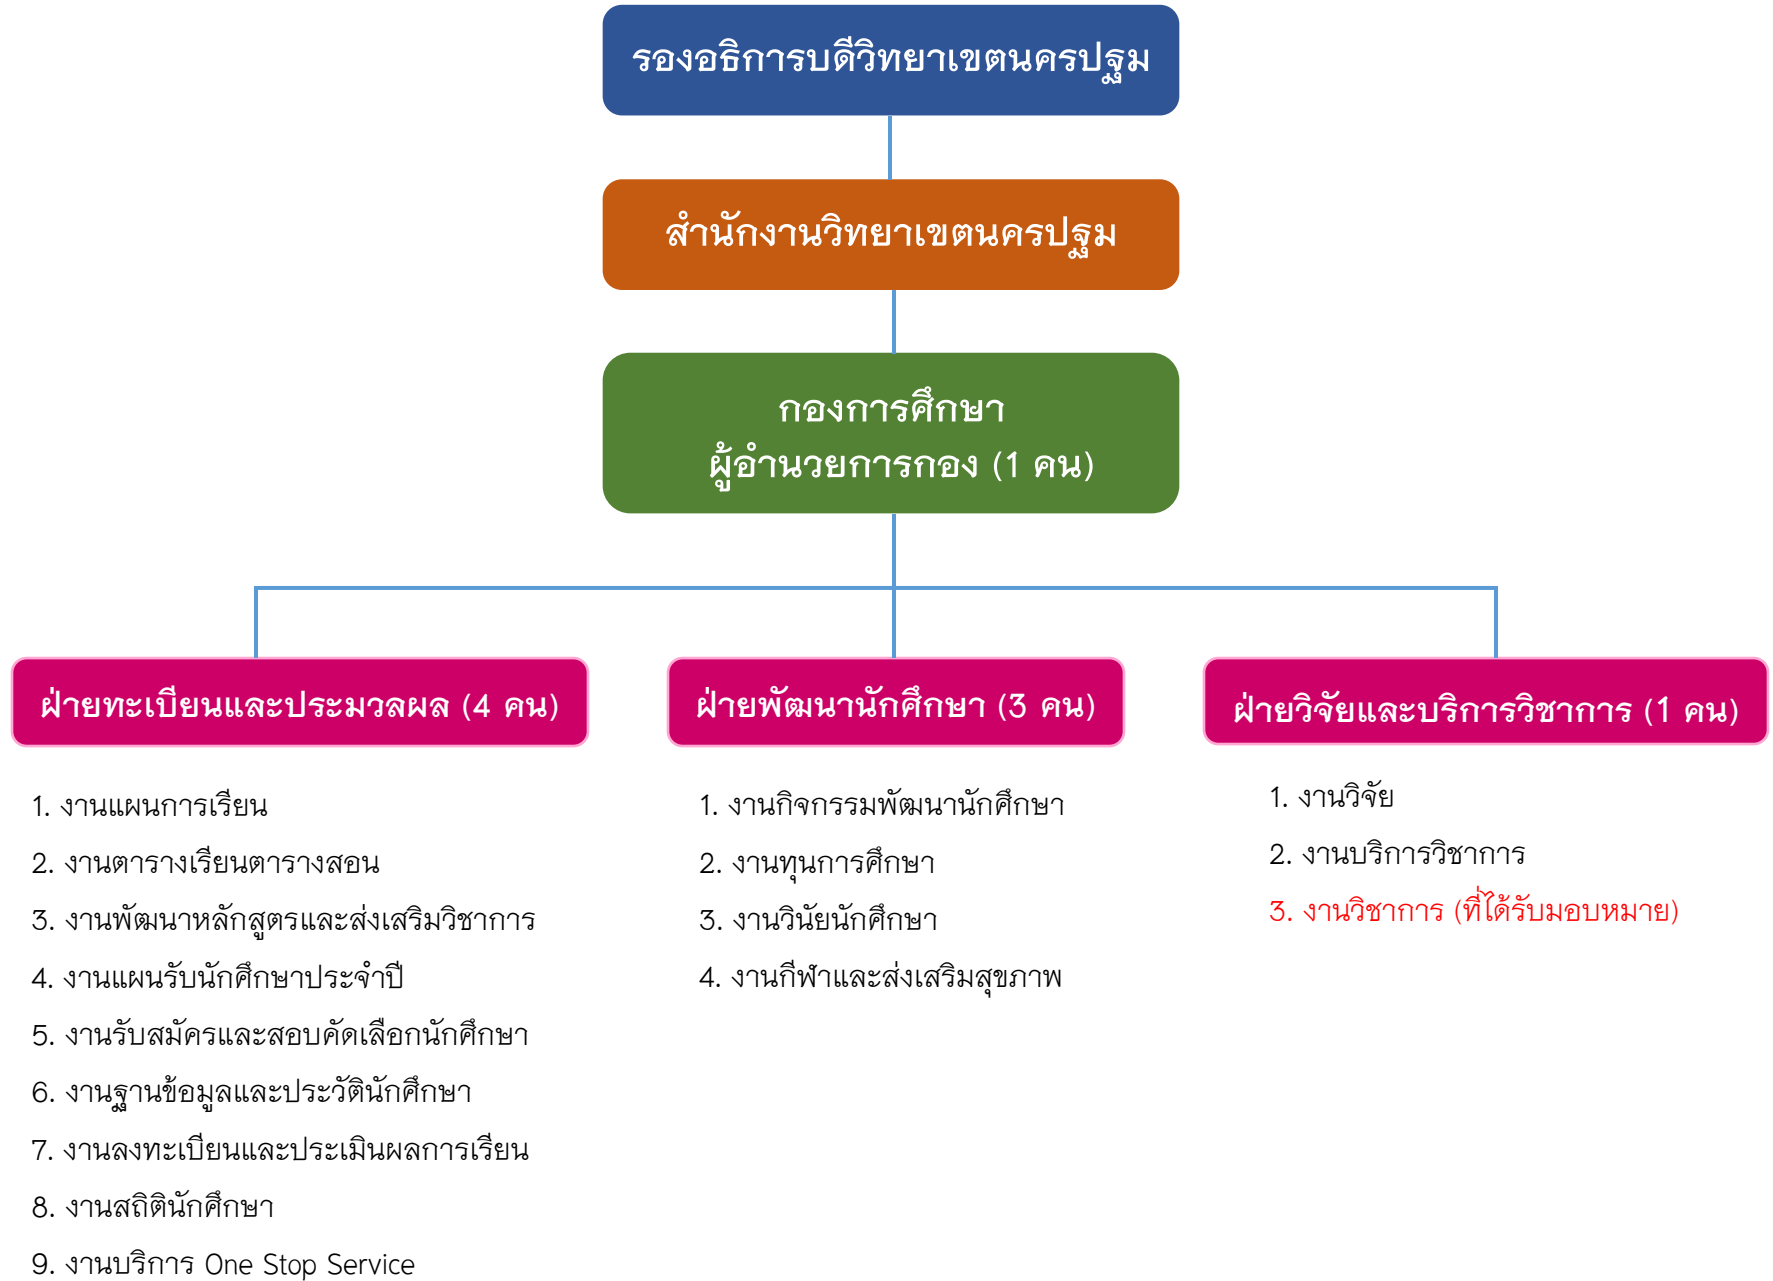 รองอธิการบดีวิทยาเขตนครปฐม
สำนักงานวิทยาเขตนครปฐม
กองการศึกษา
ผู้อำนวยการกอง (1 คน)
ฝ่ายทะเบียนและประมวลผล (4 คน)
1. งานแผนการเรียน
2. งานตารางเรียนตารางสอน
3. งานพัฒนาหลักสูตรและส่งเสริมวิชาการ
4. งานแผนรับนักศึกษาประจำปี
5. งานรับสมัครและสอบคัดเลือกนักศึกษา
6. งานฐานข้อมูลและประวัตินักศึกษา
7. งานลงทะเบียนและประเมินผลการเรียน
8. งานสถิตินักศึกษา
9. งานบริการ One Stop Service
ฝ่ายพัฒนานักศึกษา (3 คน)
1. งานกิจกรรมพัฒนานักศึกษา
2. งานทุนการศึกษา
3. งานวินัยนักศึกษา
4. งานกีฬาและส่งเสริมสุขภาพ
ฝ่ายวิจัยและบริการวิชาการ (1 คน)
1. งานวิจัย
2. งานบริการวิชาการ
3. งานวิชาการ (ที่ได้รับมอบหมาย)